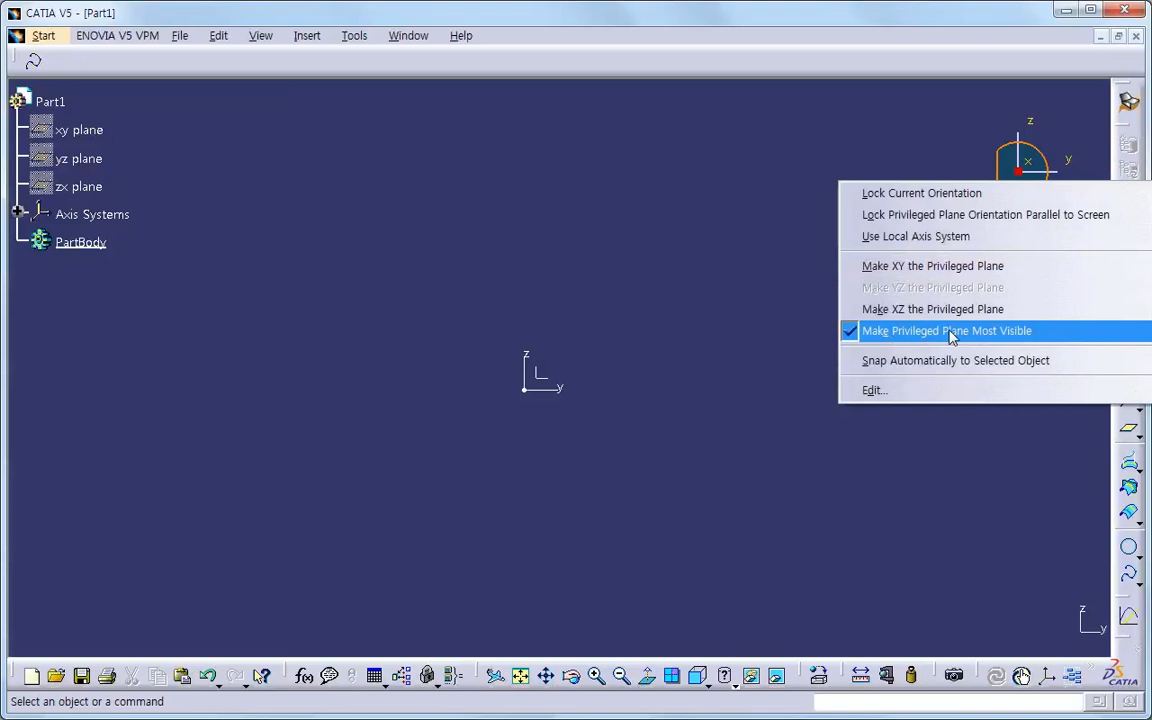 CATIA V5 - [Part1]
Start ENOVIA V5 VPM File Edit View Insert Tools Window Help
Part1
xy plane
yz plane
zx plane
Axis Systems
PartBody
z
x
y
Lock Current Orientation
Lock Privileged Plane Orientation Parallel to Screen
Use Local Axis System
Make XY the Privileged Plane
Make YZ the Privileged Plane
Make XZ the Privileged Plane
Make Privileged Plane Most Visible
Snap Automatically to Selected Object
Edit...
z
y
z
y
f(x)
CATIA
Select an object or a command